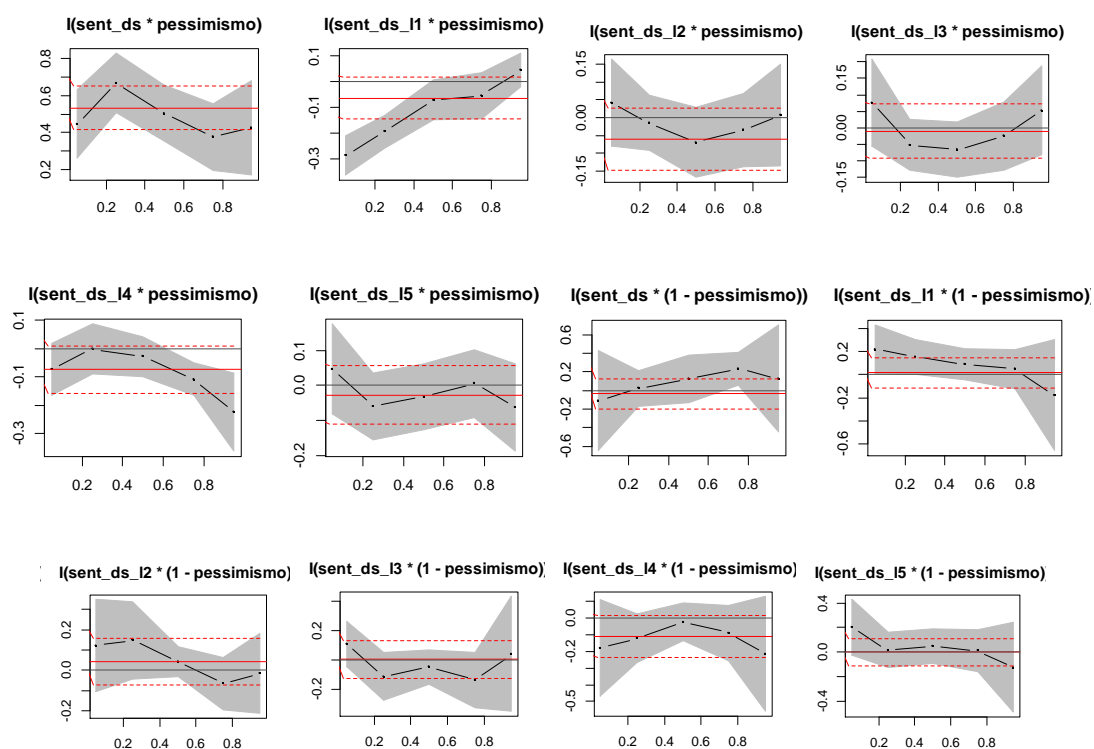 I(sent_ds * pessimismo)
0.8
0.6
0.4
0.2
0.2 0.4 0.6 0.8
I(sent_ds_l1 * pessimismo)
0.1
-0.1
-0.3
0.2 0.4 0.6 0.8
I(sent_ds_l2 * pessimismo)
0.15
0.00
-0.15
0.2 0.4 0.6 0.8
I(sent_ds_l3 * pessimismo)
0.15
0.00
-0.15
0.2 0.4 0.6 0.8
I(sent_ds_l4 * pessimismo)
0.1
-0.1
-0.3
0.2 0.4 0.6 0.8
I(sent_ds_l5 * pessimismo)
0.1
0.0
-0.2
0.2 0.4 0.6 0.8
I(sent_ds * (1 - pessimismo))
0.6
0.2
-0.2
-0.6
0.2 0.4 0.6 0.8
I(sent_ds_l1 * (1 - pessimismo)
0.2
-0.2
-0.6
0.2 0.4 0.6 0.8
I(sent_ds_l2 * (1 - pessimismo)
0.2
0.0
-0.2
0.2 0.4 0.6 0.8
I(sent_ds_l3 * (1 - pessimismo)
0.2
-0.2
0.2 0.4 0.6 0.8
I(sent_ds_l4 * (1 - pessimismo)
0.0
-0.2
-0.5
0.2 0.4 0.6 0.8
I(sent_ds_l5 * (1 - pessimismo)
0.4
0.0
-0.4
0.2 0.4 0.6 0.8